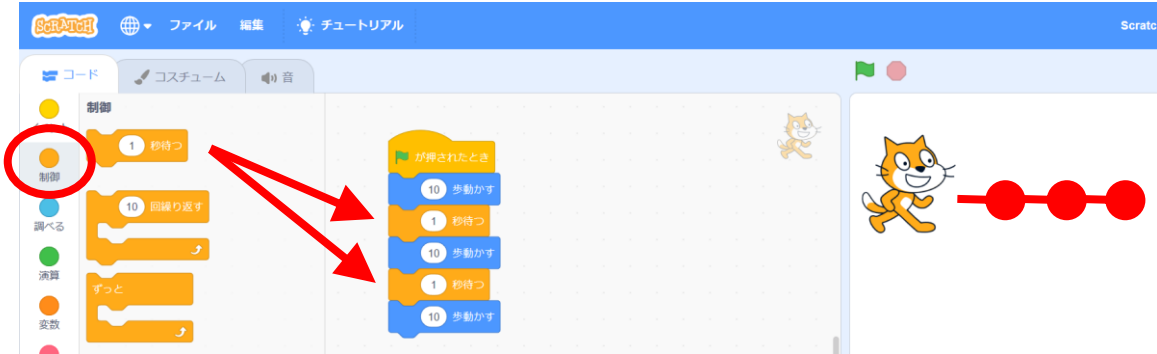 SCRATCH ファイル 編集 チュートリアル Scratc
コード コスチューム 音
制御
1 秒待つ
10 回繰り返す
ずっと
制御
調べる
演算
変数
が押されたとき
10 歩動かす
1 秒待つ
10 歩動かす
1 秒待つ
10 歩動かす